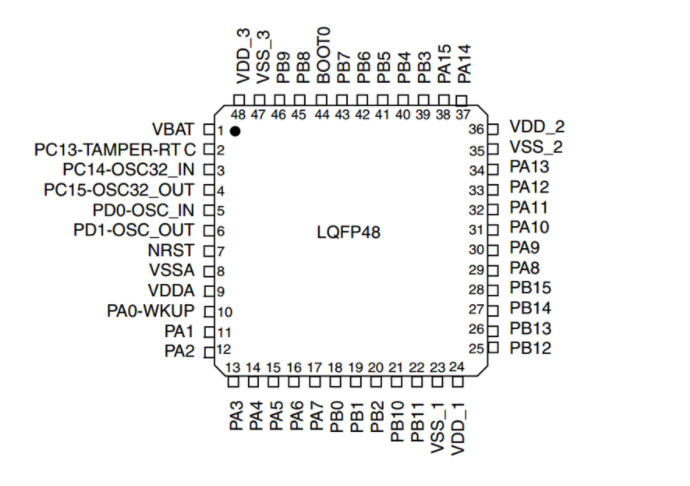 VDD_3
VSS_3
PB9
PB8
BOOT0
PB7
PB6
PB5
PB4
PB3
PA15
PA14
48 47 46 45 44 43 42 41 40 39 38 37
VBAT 1 36 VDD_2
PC13-TAMPER-RTC 2 35 VSS_2
PC14-OSC32_IN 3 34 PA13
PC15-OSC32_OUT 4 33 PA12
PD0-OSC_IN 5 32 PA11
PD1-OSC_OUT 6 LQFP48 31 PA10
NRST 7 30 PA9
VSSA 8 29 PA8
VDDA 9 28 PB15
PA0-WKUP 10 27 PB14
PA1 11 26 PB13
PA2 12 25 PB12
13 14 15 16 17 18 19 20 21 22 23 24
PA3
PA4
PA5
PA6
PA7
PB0
PB1
PB2
PB10
PB11
VSS_1
VDD_1